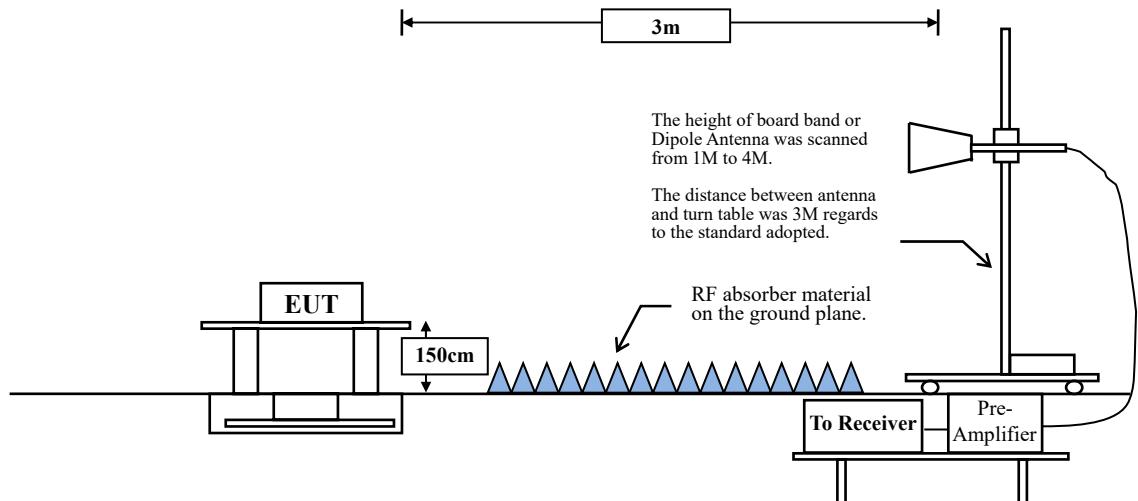 3m
The height of board band or
Dipole Antenna was scanned
from 1M to 4M.
The distance between antenna
and turn table was 3M regards
to the standard adopted.
EUT
RF absorber material
on the ground plane.
150cm
To Receiver
Pre-
Amplifier